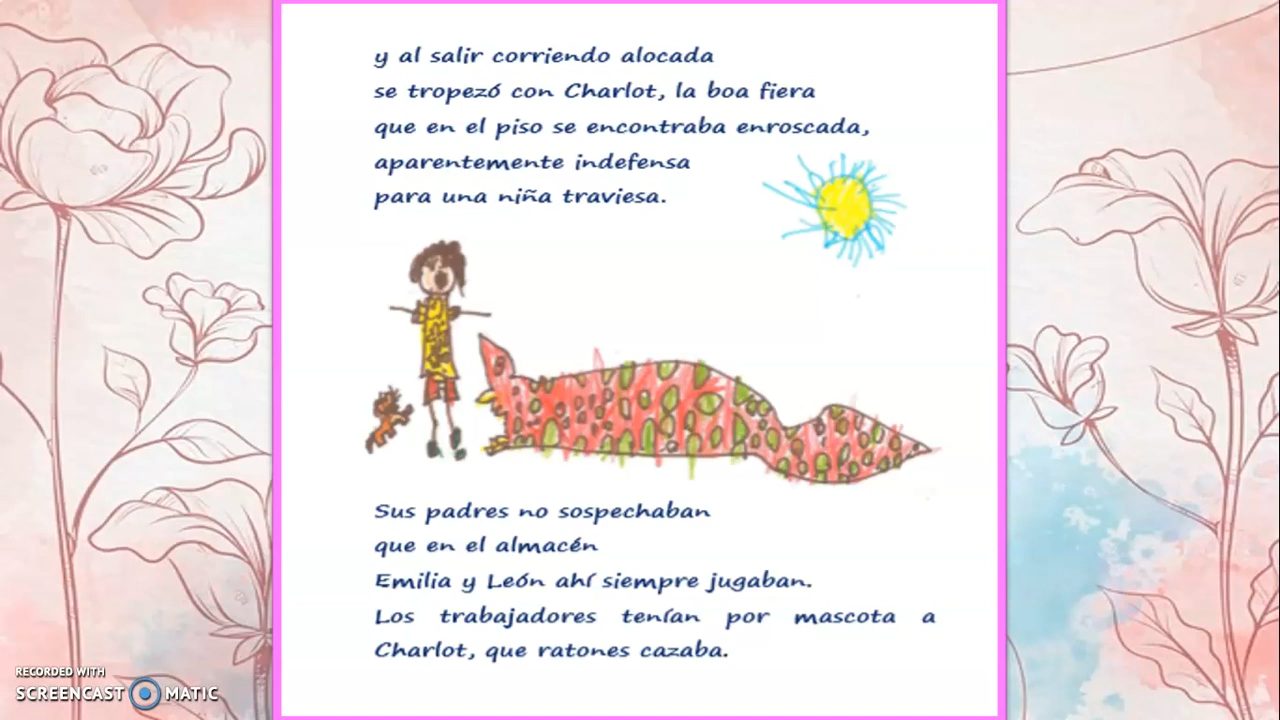 y al salir corriendo alocada
se tropezó con Charlot, la boa fiera
que en el piso se encontraba enroscada,
aparentemente indefensa
para una niña traviesa.
Sus padres no sospechaban
que en el almacén
Emilia y León ahí siempre jugaban.
Los trabajadores tenían por mascota a
Charlot, que ratones cazaba.
RECORDED WITH
SCREENCAST MATIC